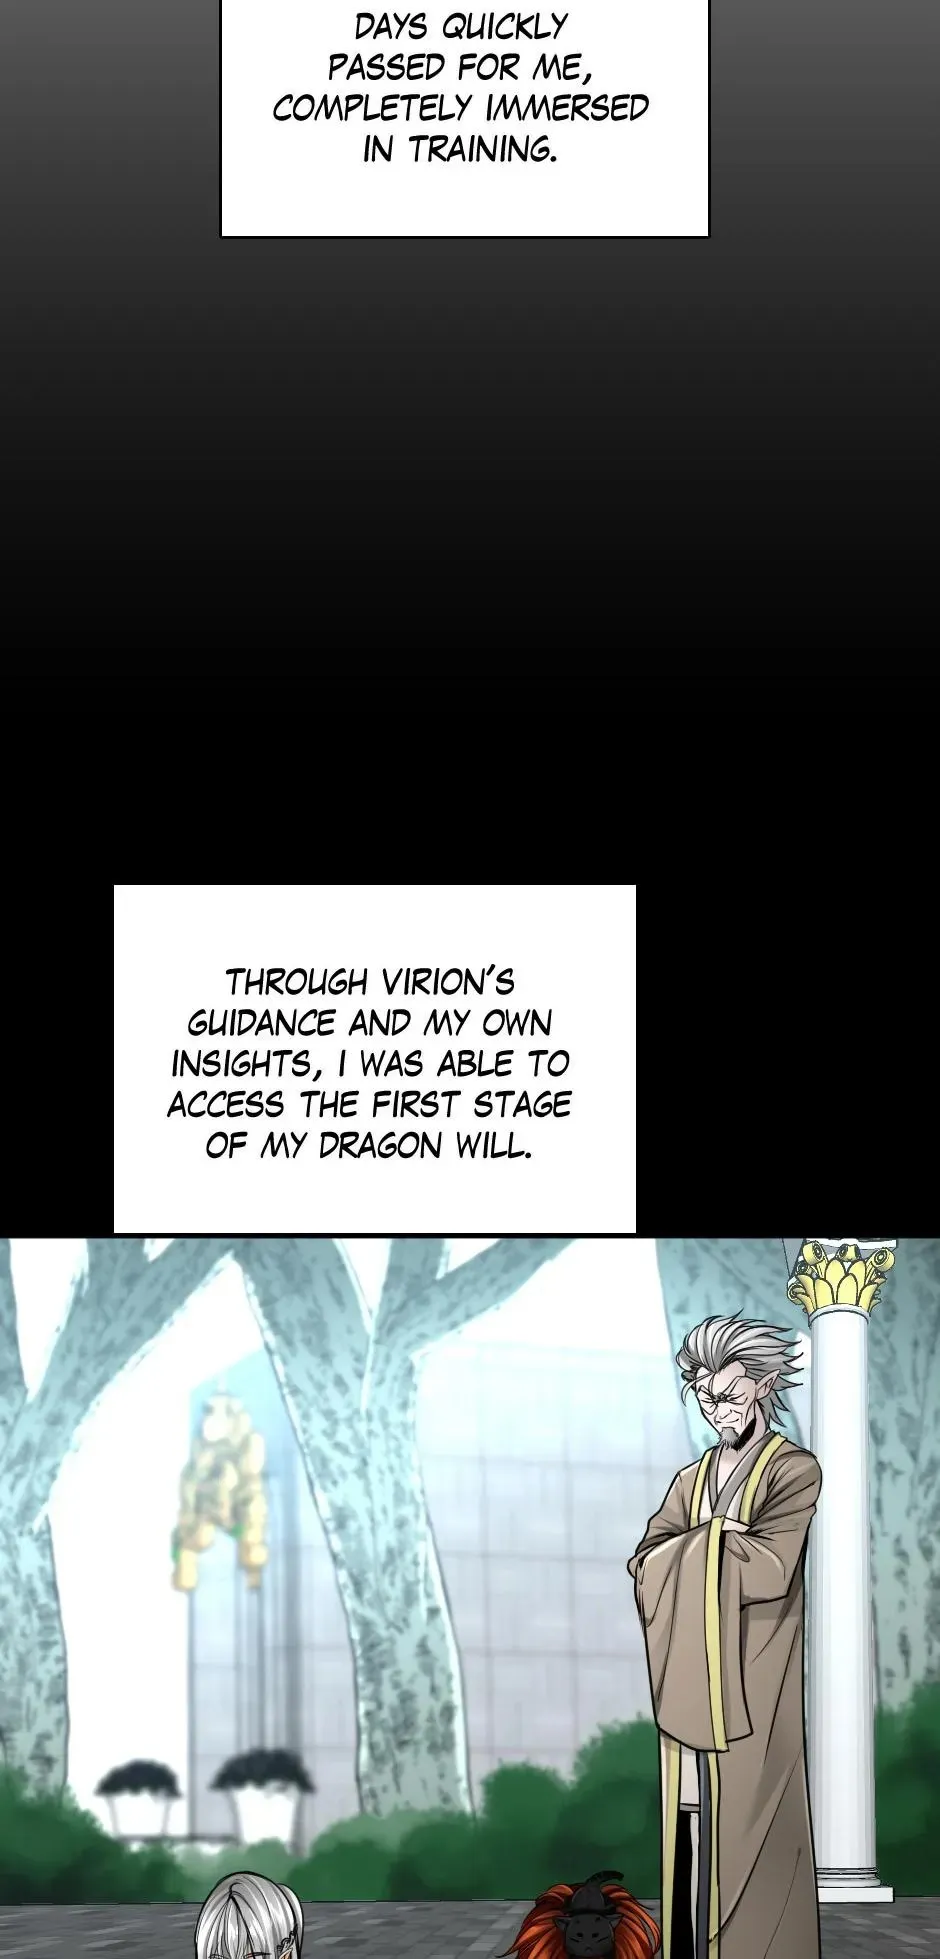 DAYS QUICKLY
PASSED FOR ME,
COMPLETELY IMMERSED
IN TRAINING.
THROUGH VIRION'S
GUIDANCE AND MY OWN
INSIGHTS, I WAS ABLE TO
ACCESS THE FIRST STAGE
OF MY DRAGON WILL.